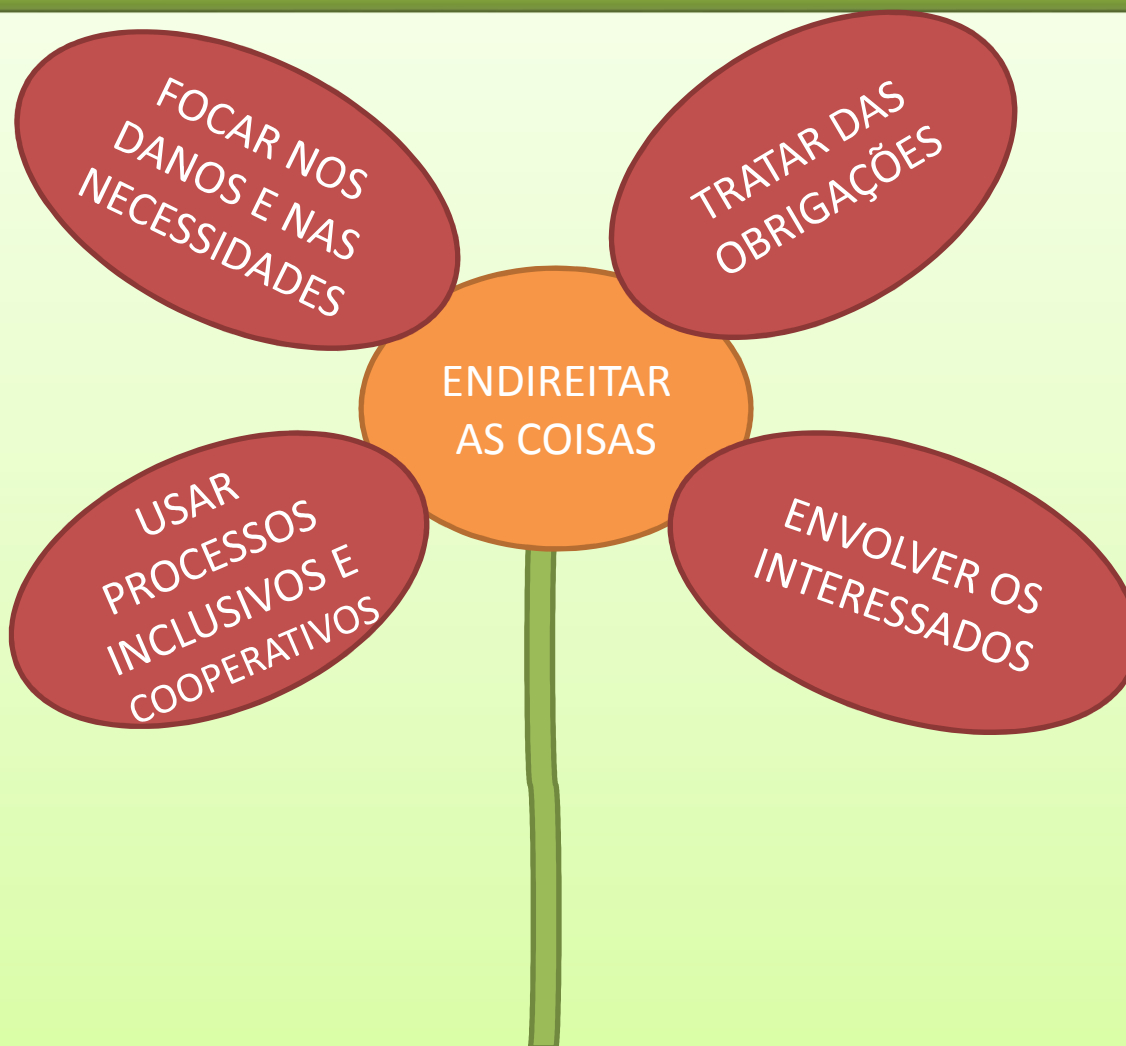 FOCAR NOS
DANOS E NAS
NECESSIDADES
TRATAR DAS
OBRIGAÇÕES
ENDIREITAR
AS COISAS
USAR
PROCESSOS
INCLUSIVOS E
COOPERATIVOS
ENVOLVER OS
INTERESSADOS